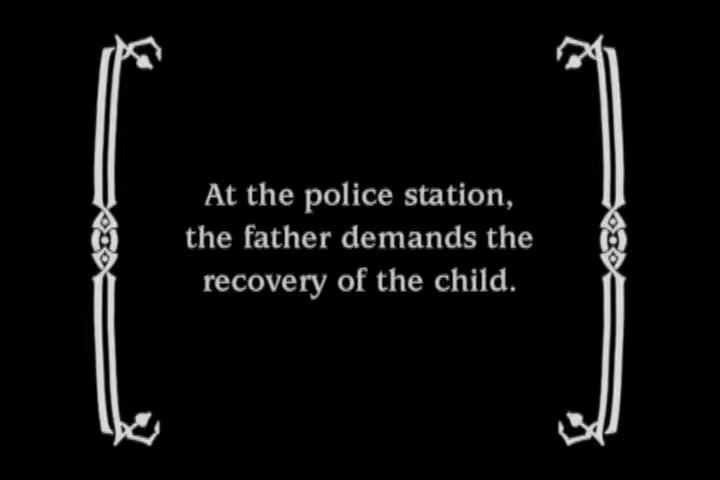 At the police station,
the father demands the
recovery of the child.